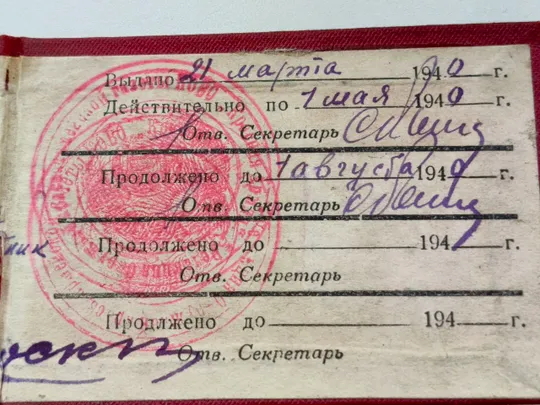 Выдано 21 марта 1940 г.
Действительно по 1 мая 1940 г.
Отв. Секретарь
Продолжено до 1 августа 1940 г.
Отв. Секретарь
Продолжено до 194 г.
Отв. Секретарь
Продлжено до 194 г.
Отв. Секретарь